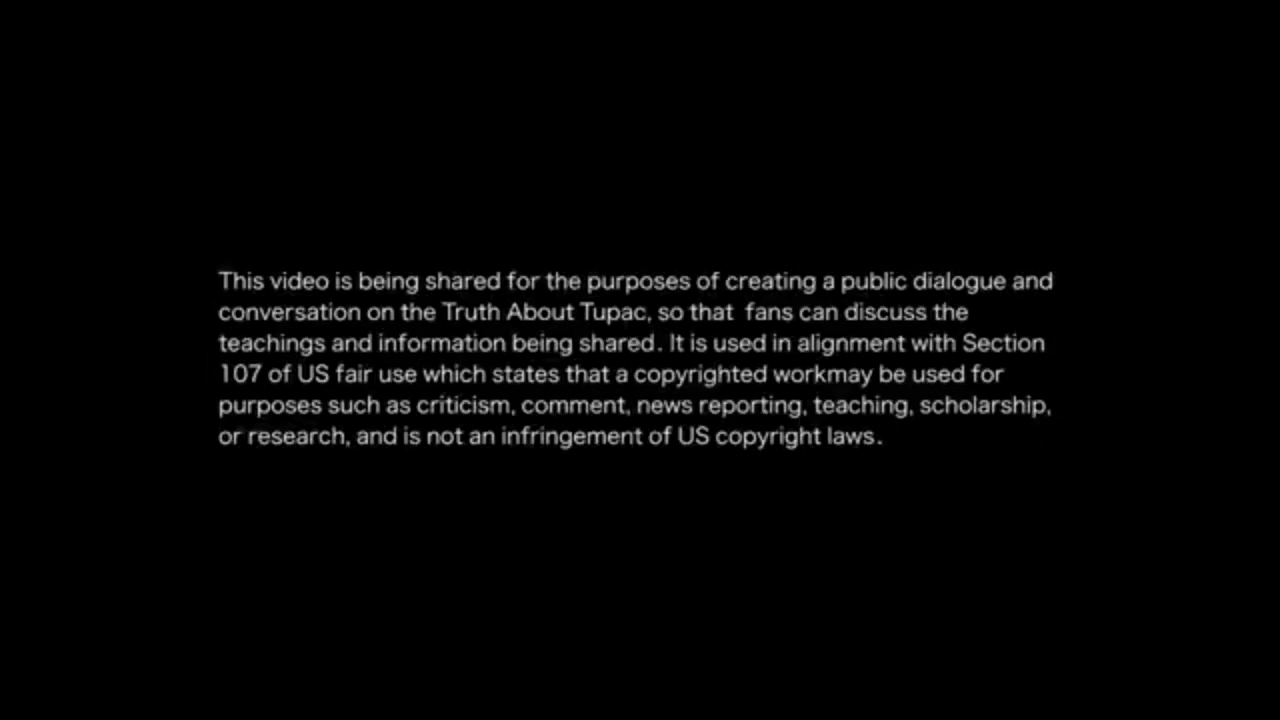 This video is being shared for the purposes of creating a public dialogue and
conversation on the Truth About Tupac, so that  fans can discuss the
teachings and information being shared. It is used in alignment with Section
107 of US fair use which states that a copyrighted workmay be used for
purposes such as criticism, comment, news reporting, teaching, scholarship,
or research, and is not an infringement of US copyright laws.